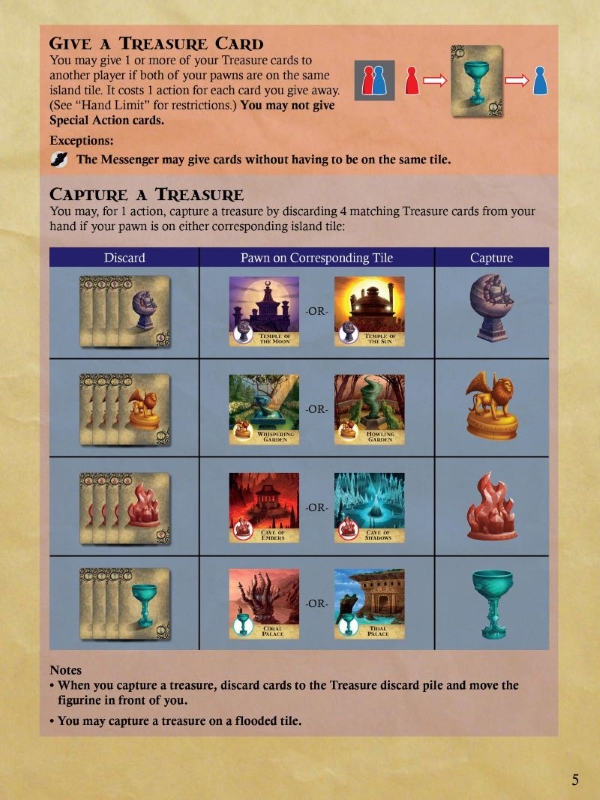 GIVE A TREASURE CARD
You may give 1 or more of your Treasure cards to
another player if both of your pawns are on the same
island tile. It costs 1 action for each card you give away.
(See "Hand Limit" for restrictions.) You may not give
Special Action cards.
Exceptions:
The Messenger may give cards without having to be on the same tile.
CAPTURE A TREASURE
You may, for 1 action, capture a treasure by discarding 4 matching Treasure cards from your
hand if your pawn is on either corresponding island tile:
Discard Pawn on Corresponding Tile Capture
-OR-
TEMPLE OF
THE MOON
TEMPLE OF
THE SUN
-OR-
WHISPERING
GARDEN
HOWLING
GARDEN
-OR-
CAVE OF
EMBERS
CAVE OF
SHADOWS
-OR-
CORAL
PALACE
TIDAL
PALACE
Notes
• When you capture a treasure, discard cards to the Treasure discard pile and move the
figurine in front of you.
• You may capture a treasure on a flooded tile.
5